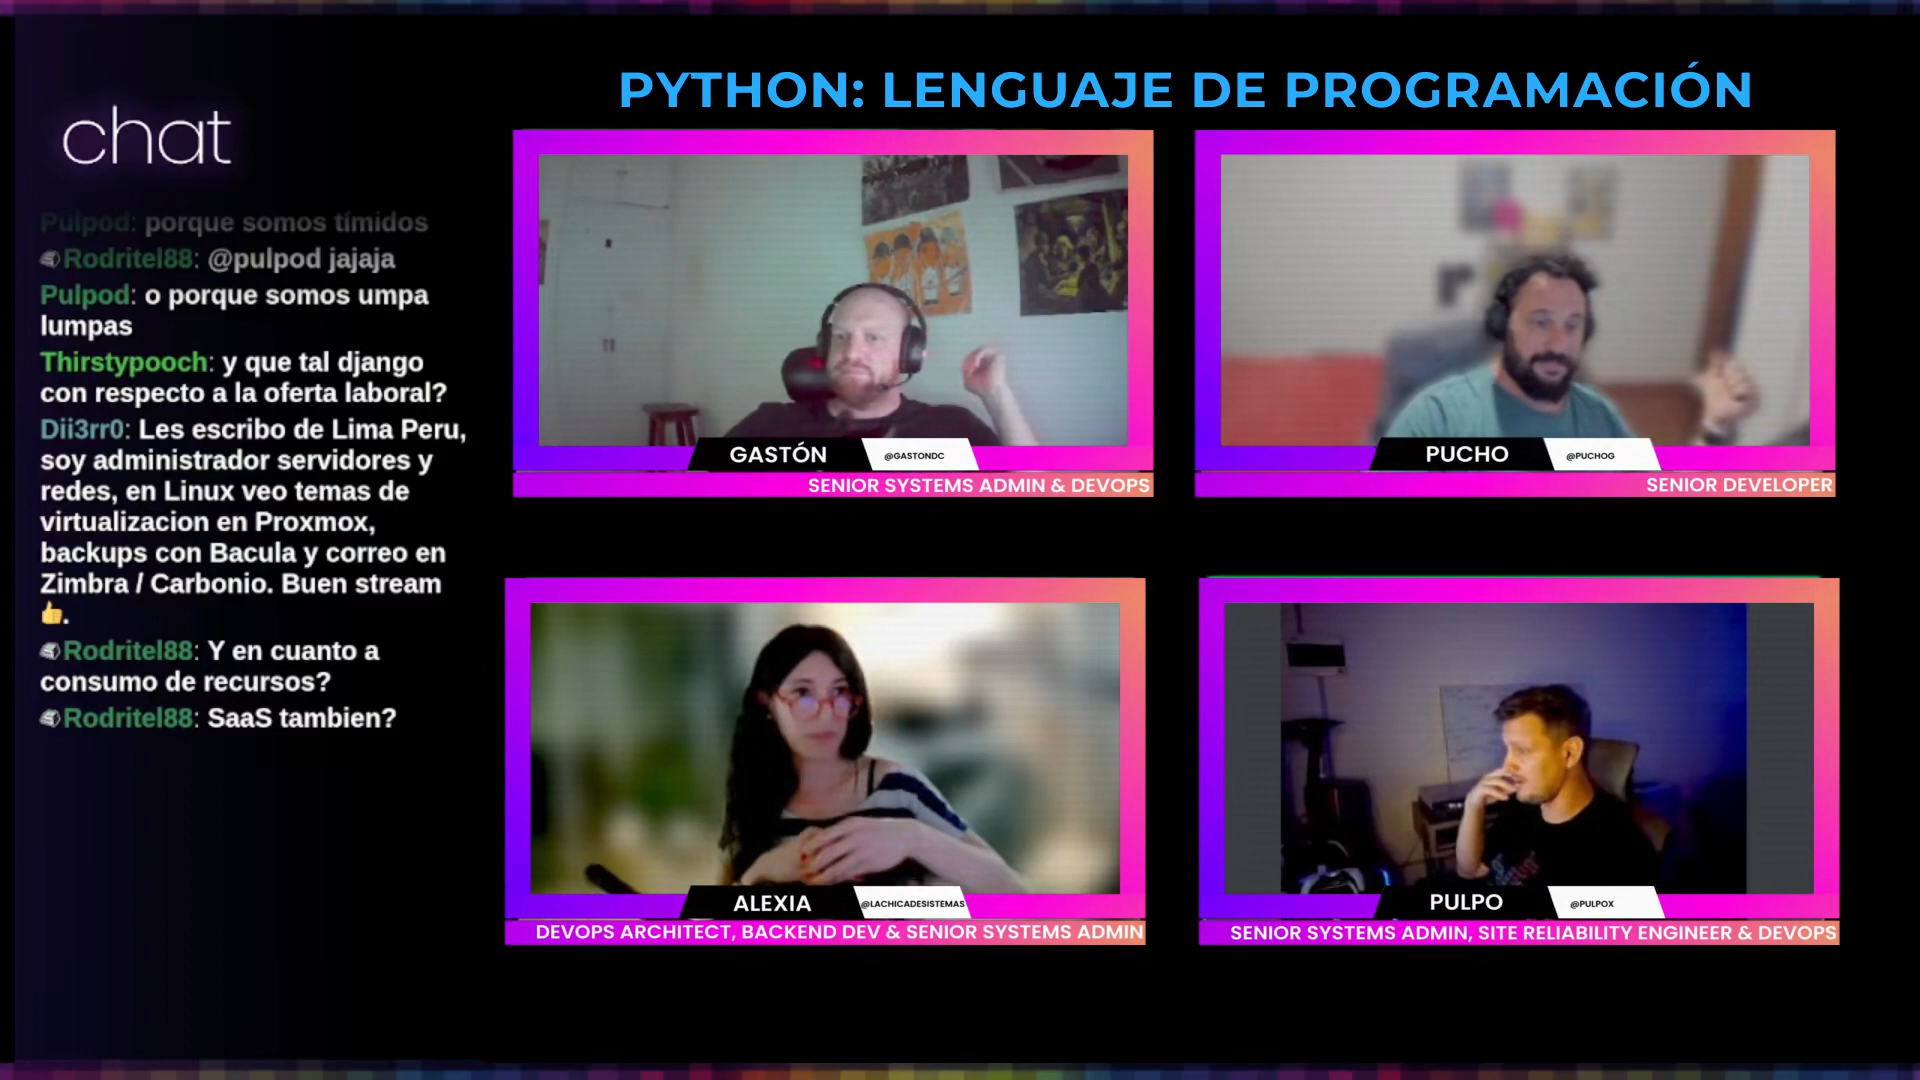 PYTHON: LENGUAJE DE PROGRAMACIÓN
chat
Pulpod: porque somos tímidos
Rodritel88: @pulpod jajaja
Pulpod: o porque somos umpa
lumpas
Thirstypooch: y que tal django
con respecto a la oferta laboral?
Dii3rr0: Les escribo de Lima Peru,
soy administrador servidores y
redes, en Linux veo temas de
virtualizacion en Proxmox,
backups con Bacula y correo en
Zimbra / Carbonio. Buen stream
👍.
Rodritel88: Y en cuanto a
consumo de recursos?
Rodritel88: SaaS tambien?
GASTÓN @GASTONDC
SENIOR SYSTEMS ADMIN & DEVOPS
PUCHO @PUCHOG
SENIOR DEVELOPER
ALEXIA @LACHICADESISTEMAS
DEVOPS ARCHITECT, BACKEND DEV & SENIOR SYSTEMS ADMIN
PULPO @PULPOX
SENIOR SYSTEMS ADMIN, SITE RELIABILITY ENGINEER & DEVOPS